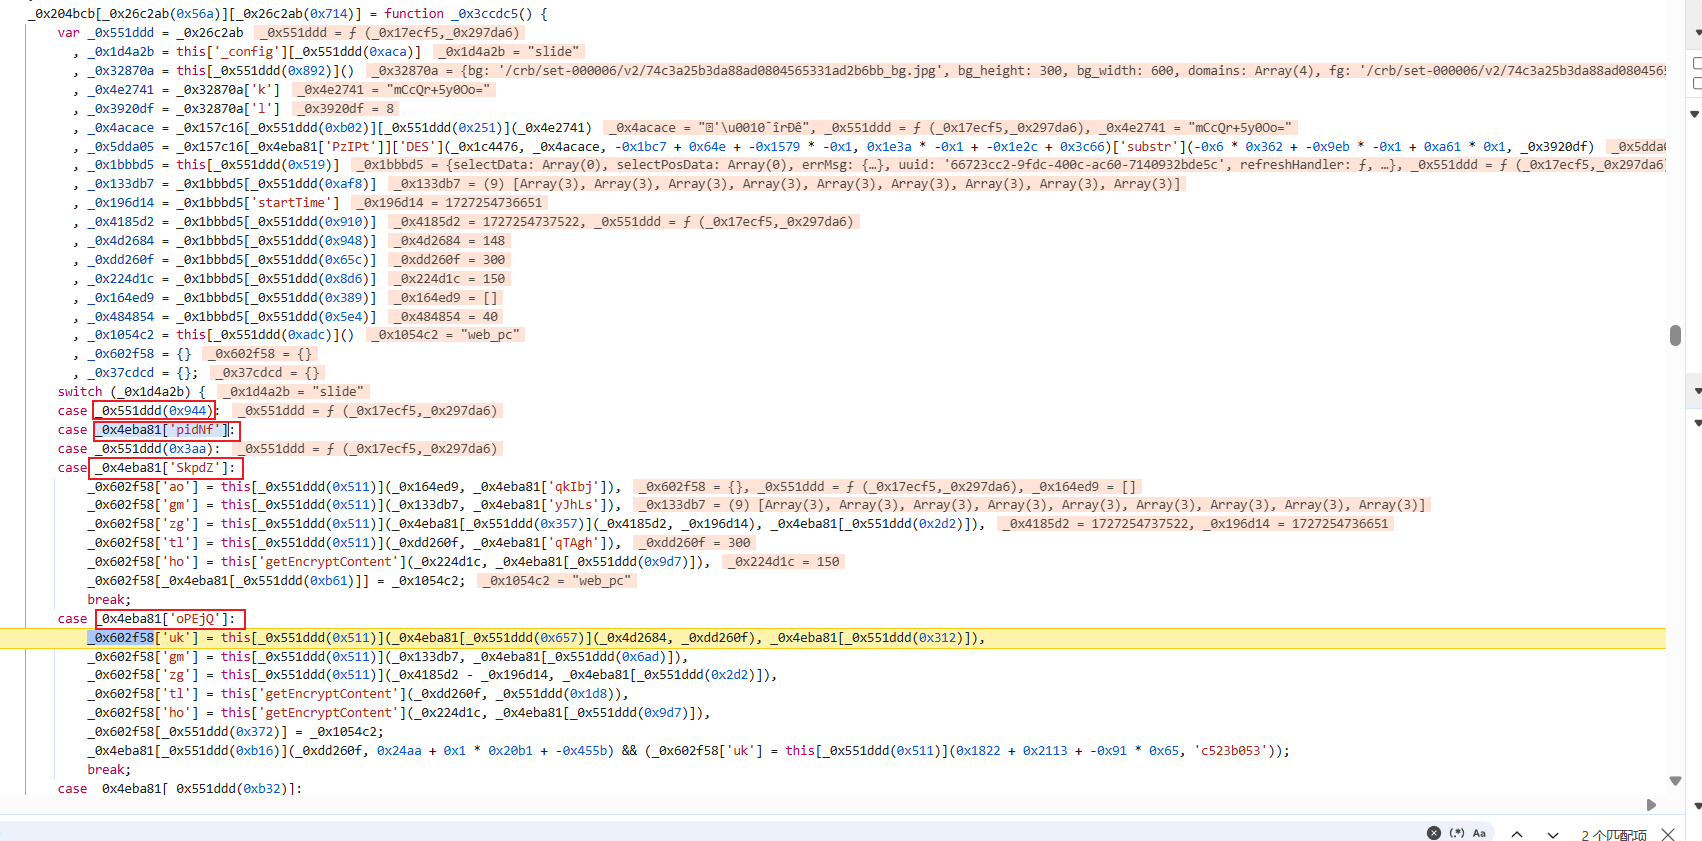 _0x204bcb[_0x26c2ab(0x56a)][_0x26c2ab(0x714)] = function _0x3ccdc5() {
var _0x551ddd = _0x26c2ab _0x551ddd = ƒ (_0x17ecf5,_0x297da6)
, _0x1d4a2b = this['_config'][_0x551ddd(0xaca)] _0x1d4a2b = "slide"
, _0x32870a = this[_0x551ddd(0x892)]() _0x32870a = {bg: '/crb/set-000006/v2/74c3a25b3da88ad0804565331ad2b6bb_bg.jpg', bg_height: 300, bg_width: 600, domains: Array(4), fg: '/crb/set-000006/v2/74c3a25b3da88ad0804565
, _0x4e2741 = _0x32870a['k'] _0x4e2741 = "mCcQr+5y0Oo="
, _0x3920df = _0x32870a['l'] _0x3920df = 8
, _0x4acace = _0x157c16[_0x551ddd(0xb02)][_0x551ddd(0x251)](_0x4e2741) _0x4acace = "'\u0010¯îrÐê", _0x551ddd = ƒ (_0x17ecf5,_0x297da6), _0x4e2741 = "mCcQr+5y0Oo="
, _0x5dda05 = _0x157c16[_0x4eba81['PzIPt']]['DES'](_0x1c4476, _0x4acace, -0x1bc7 + 0x64e + -0x1579 * -0x1, 0x1e3a * -0x1 + -0x1e2c + 0x3c66)['substr'](-0x6 * 0x362 + -0x9eb * -0x1 + 0xa61 * 0x1, _0x3920df) _0x5dda0
, _0x1bbbd5 = this[_0x551ddd(0x519)] _0x1bbbd5 = {selectData: Array(0), selectPosData: Array(0), errMsg: {…}, uuid: '66723cc2-9fdc-400c-ac60-7140932bde5c', refreshHandler: ƒ, …}, _0x551ddd = ƒ (_0x17ecf5,_0x297da6
, _0x133db7 = _0x1bbbd5[_0x551ddd(0xaf8)] _0x133db7 = (9) [Array(3), Array(3), Array(3), Array(3), Array(3), Array(3), Array(3), Array(3), Array(3)]
, _0x196d14 = _0x1bbbd5['startTime'] _0x196d14 = 1727254736651
, _0x4185d2 = _0x1bbbd5[_0x551ddd(0x910)] _0x4185d2 = 1727254737522, _0x551ddd = ƒ (_0x17ecf5,_0x297da6)
, _0x4d2684 = _0x1bbbd5[_0x551ddd(0x948)] _0x4d2684 = 148
, _0xdd260f = _0x1bbbd5[_0x551ddd(0x65c)] _0xdd260f = 300
, _0x224d1c = _0x1bbbd5[_0x551ddd(0x8d6)] _0x224d1c = 150
, _0x164ed9 = _0x1bbbd5[_0x551ddd(0x389)] _0x164ed9 = []
, _0x484854 = _0x1bbbd5[_0x551ddd(0x5e4)] _0x484854 = 40
, _0x1054c2 = this[_0x551ddd(0xadc)]() _0x1054c2 = "web_pc"
, _0x602f58 = {} _0x602f58 = {}
, _0x37cdcd = {}; _0x37cdcd = {}
switch (_0x1d4a2b) { _0x1d4a2b = "slide"
case _0x551ddd(0x944): _0x551ddd = ƒ (_0x17ecf5,_0x297da6)
case _0x4eba81['pidNf']:
case _0x551ddd(0x3aa): _0x551ddd = ƒ (_0x17ecf5,_0x297da6)
case _0x4eba81['SkpdZ']:
_0x602f58['ao'] = this[_0x551ddd(0x511)](_0x164ed9, _0x4eba81['qkIbj']), _0x602f58 = {}, _0x551ddd = ƒ (_0x17ecf5,_0x297da6), _0x164ed9 = []
_0x602f58['gm'] = this[_0x551ddd(0x511)](_0x133db7, _0x4eba81['yJhLs']), _0x133db7 = (9) [Array(3), Array(3), Array(3), Array(3), Array(3), Array(3), Array(3), Array(3), Array(3)]
_0x602f58['zg'] = this[_0x551ddd(0x511)](_0x4eba81[_0x551ddd(0x357)](_0x4185d2, _0x196d14), _0x4eba81[_0x551ddd(0x2d2)]), _0x4185d2 = 1727254737522, _0x196d14 = 1727254736651
_0x602f58['tl'] = this[_0x551ddd(0x511)](_0xdd260f, _0x4eba81['qTAgh']), _0xdd260f = 300
_0x602f58['ho'] = this['getEncryptContent'](_0x224d1c, _0x4eba81[_0x551ddd(0x9d7)]), _0x224d1c = 150
_0x602f58[_0x4eba81[_0x551ddd(0xb61)]] = _0x1054c2; _0x1054c2 = "web_pc"
break;
case _0x4eba81['oPEjQ']:
_0x602f58['uk'] = this[_0x551ddd(0x511)](_0x4eba81[_0x551ddd(0x657)](_0x4d2684, _0xdd260f), _0x4eba81[_0x551ddd(0x312)]),
_0x602f58['gm'] = this[_0x551ddd(0x511)](_0x133db7, _0x4eba81[_0x551ddd(0x6ad)]),
_0x602f58['zg'] = this[_0x551ddd(0x511)](_0x4185d2 - _0x196d14, _0x4eba81[_0x551ddd(0x2d2)]),
_0x602f58['tl'] = this['getEncryptContent'](_0xdd260f, _0x551ddd(0x1d8)),
_0x602f58['ho'] = this['getEncryptContent'](_0x224d1c, _0x4eba81[_0x551ddd(0x9d7)]),
_0x602f58[_0x551ddd(0x372)] = _0x1054c2;
_0x4eba81[_0x551ddd(0xb16)](_0xdd260f, 0x24aa + 0x1 * 0x20b1 + -0x455b) && (_0x602f58['uk'] = this[_0x551ddd(0x511)](0x1822 + 0x2113 + -0x91 * 0x65, 'c523b053'));
break;
case _0x4eba81[_0x551ddd(0xb32)]:
(.*) Aa 2 个匹配项